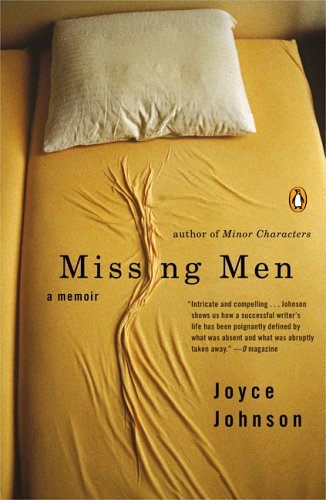 author of Minor Characters
Missing Men
a memoir
"Intricate and compelling . . . Johnson
shows us how a successful writer's
life has been poignantly defined by
what was absent and what was abruptly
taken away." —O magazine
Joyce
Johnson